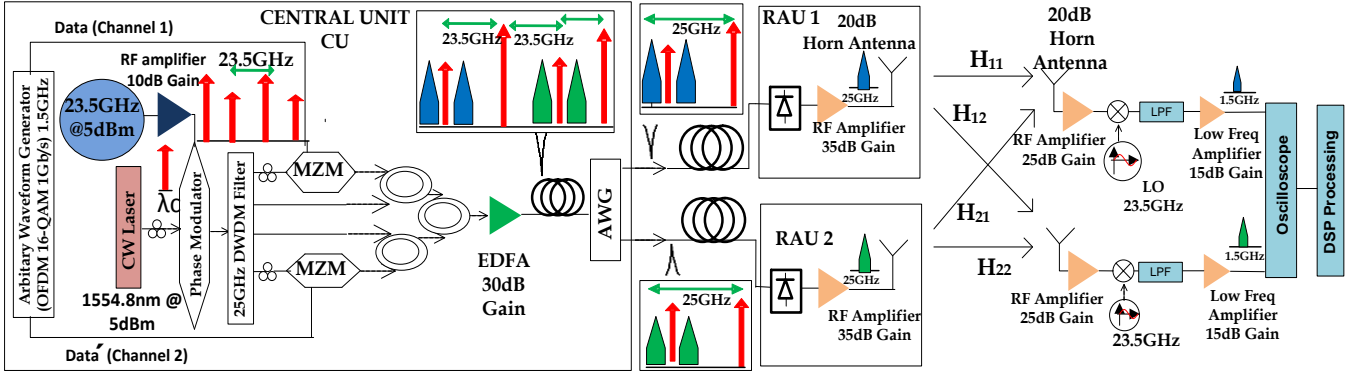 Data (Channel 1)
CENTRAL UNIT
CU
Arbitary Waveform Generator
(OFDM 16-QAM 1Gb/s) 1.5GHz
RF amplifier
10dB Gain
23.5GHz
23.5GHz
@5dBm
λc
CW Laser
1554.8nm @
5dBm
Phase Modulator
25GHz DWDM Filter
MZM
MZM
Data´ (Channel 2)
23.5GHz
23.5GHz
EDFA
30dB
Gain
AWG
25GHz
25GHz
RAU 1
20dB
Horn Antenna
25GHz
RF Amplifier
35dB Gain
RAU 2
25GHz
RF Amplifier
35dB Gain
H11
H12
H21
H22
20dB
Horn
Antenna
RF Amplifier
25dB Gain
LO
23.5GHz
LPF
1.5GHz
Low Freq
Amplifier
15dB Gain
RF Amplifier
25dB Gain
23.5GHz
LPF
1.5GHz
Low Freq
Amplifier
15dB Gain
Oscilloscope
DSP Processing